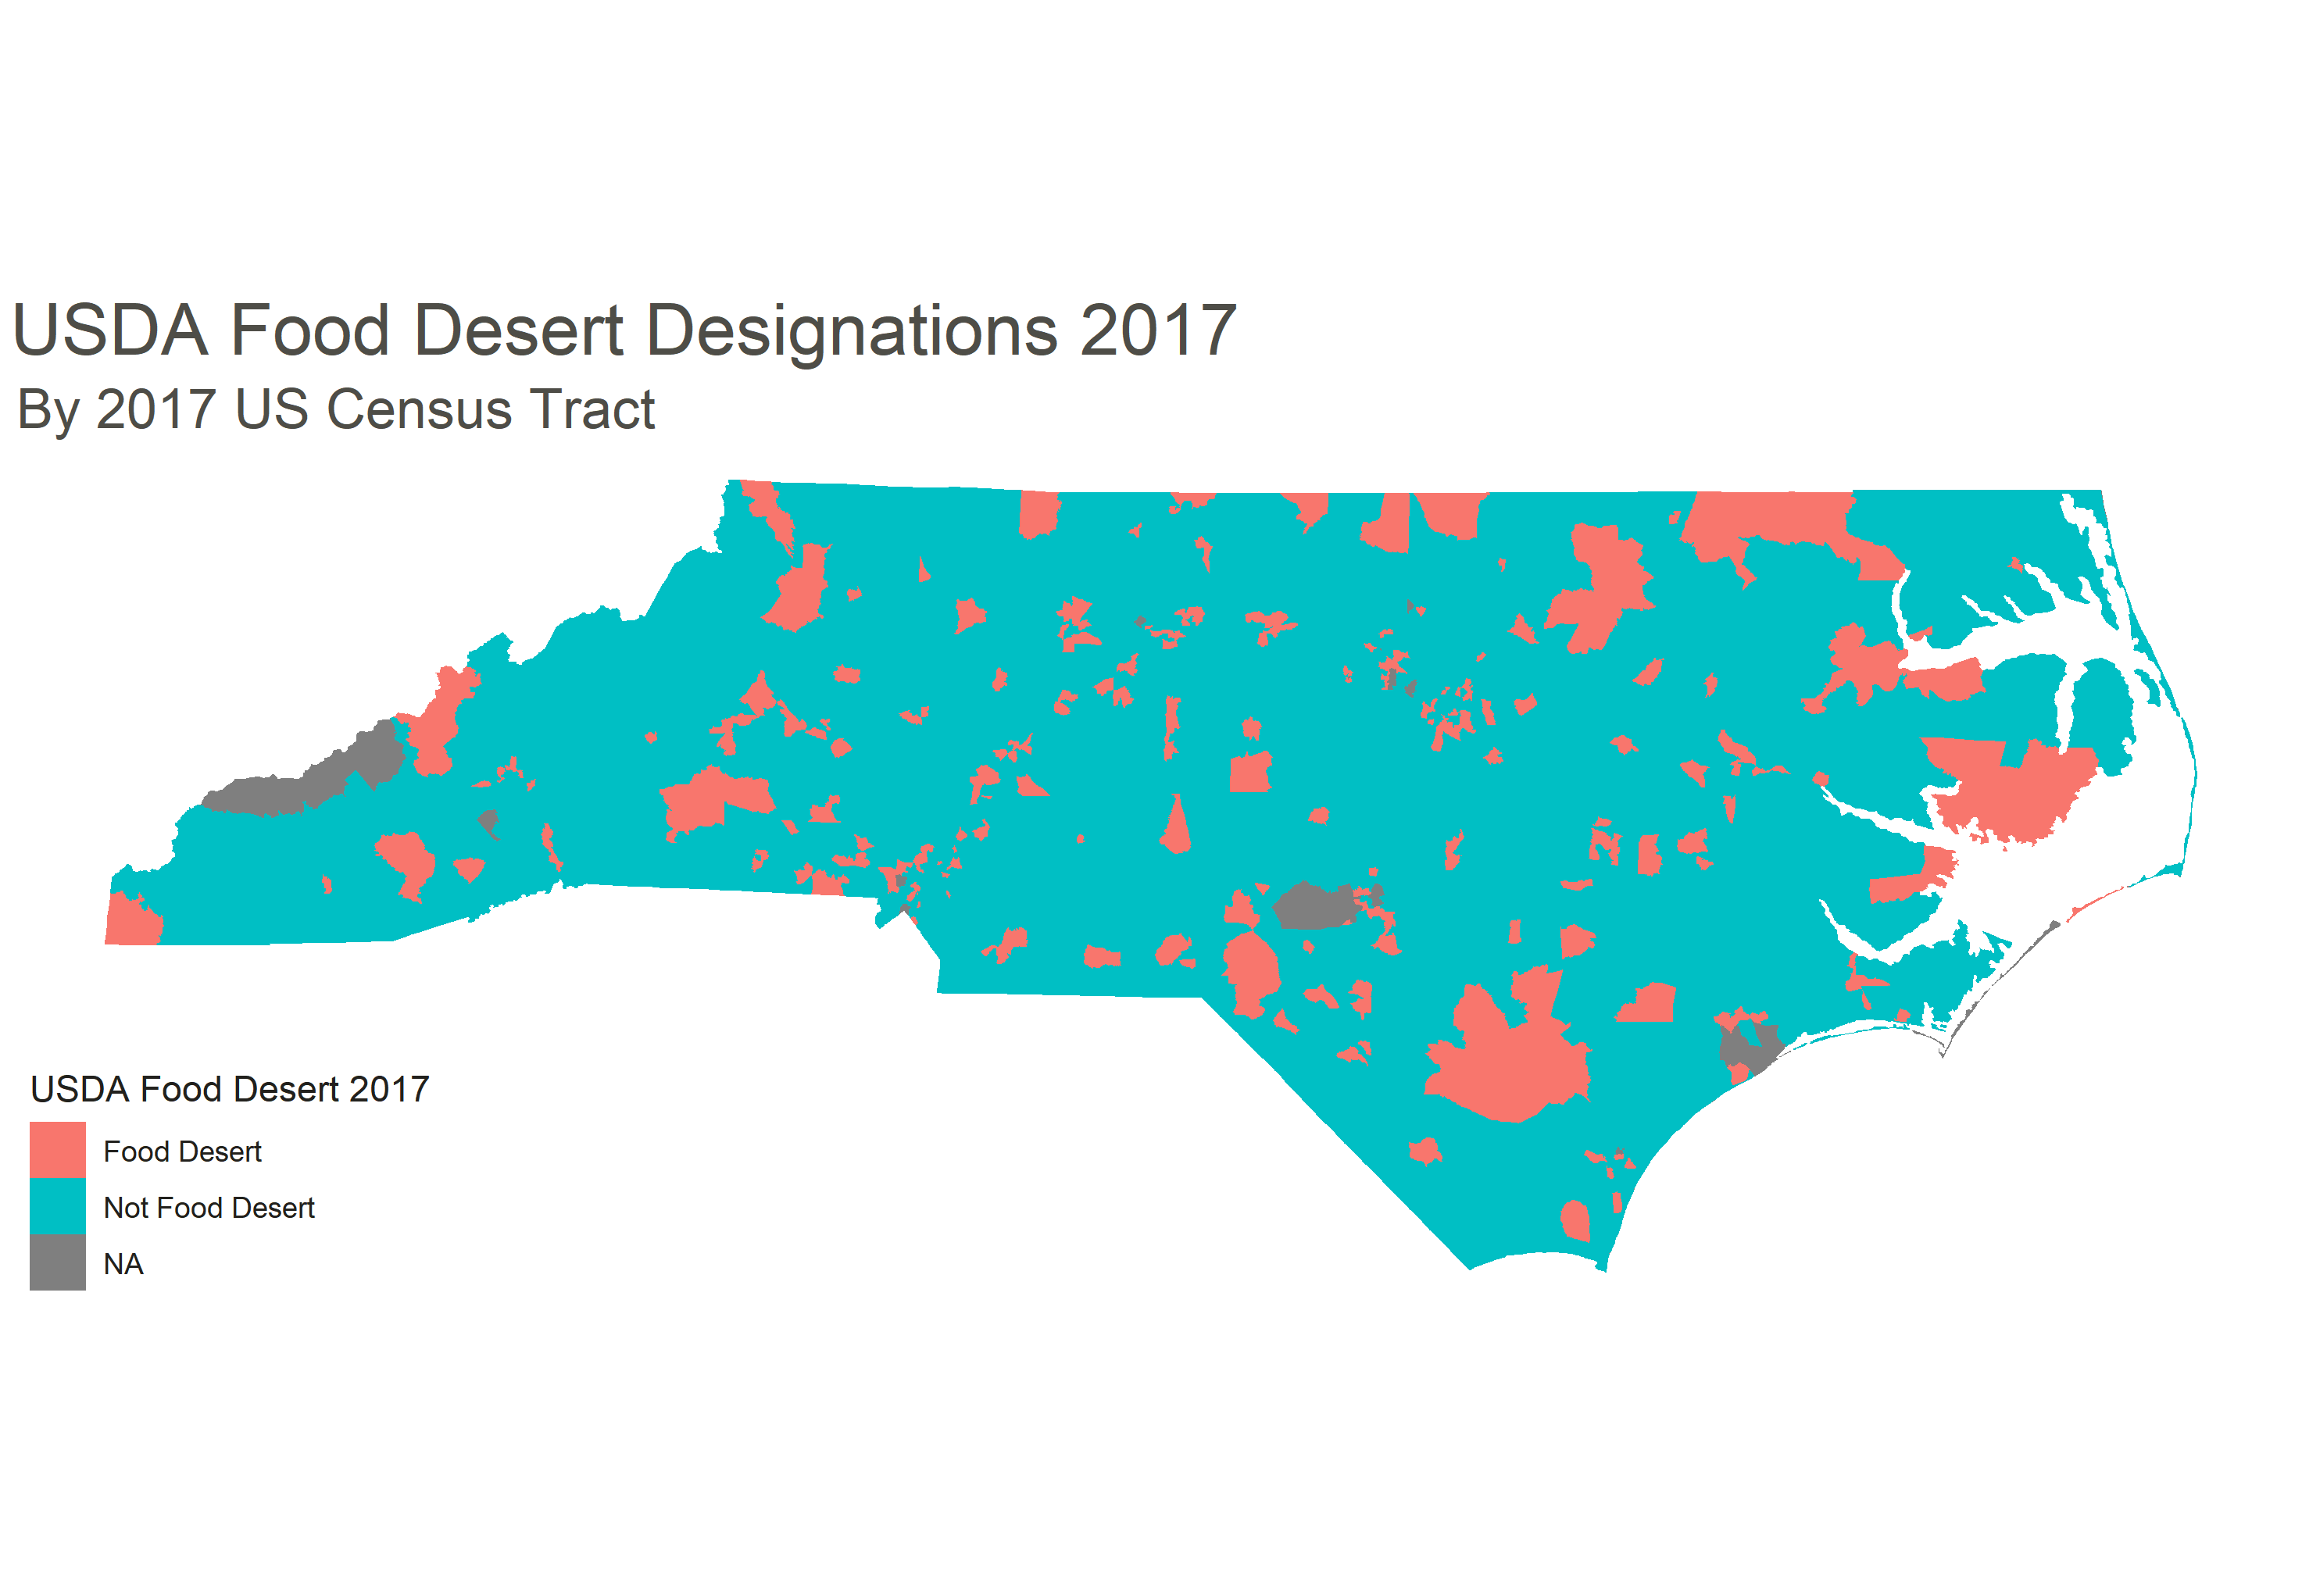 USDA Food Desert Designations 2017
By 2017 US Census Tract
USDA Food Desert 2017
Food Desert
Not Food Desert
NA